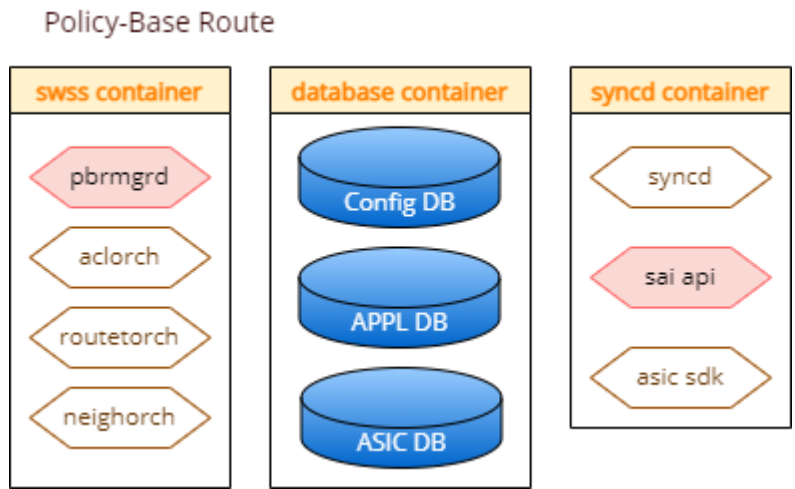 Policy-Base Route
swss container
pbrmgrd
aclorch
routetorch
neighorch
database container
Config DB
APPL DB
ASIC DB
syncd container
syncd
sai api
asic sdk